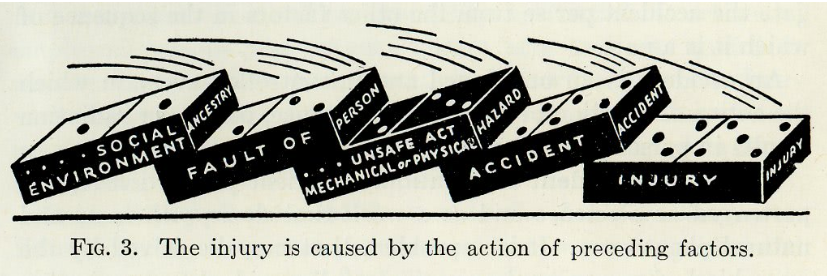 . . . . SOCIAL
ENVIRONMENT
ANCESTRY
FAULT OF
PERSON
. . . UNSAFE ACT
MECHANICAL or PHYSICAL
HAZARD
ACCIDENT
ACCIDENT
INJURY
INJURY
FIG. 3. The injury is caused by the action of preceding factors.